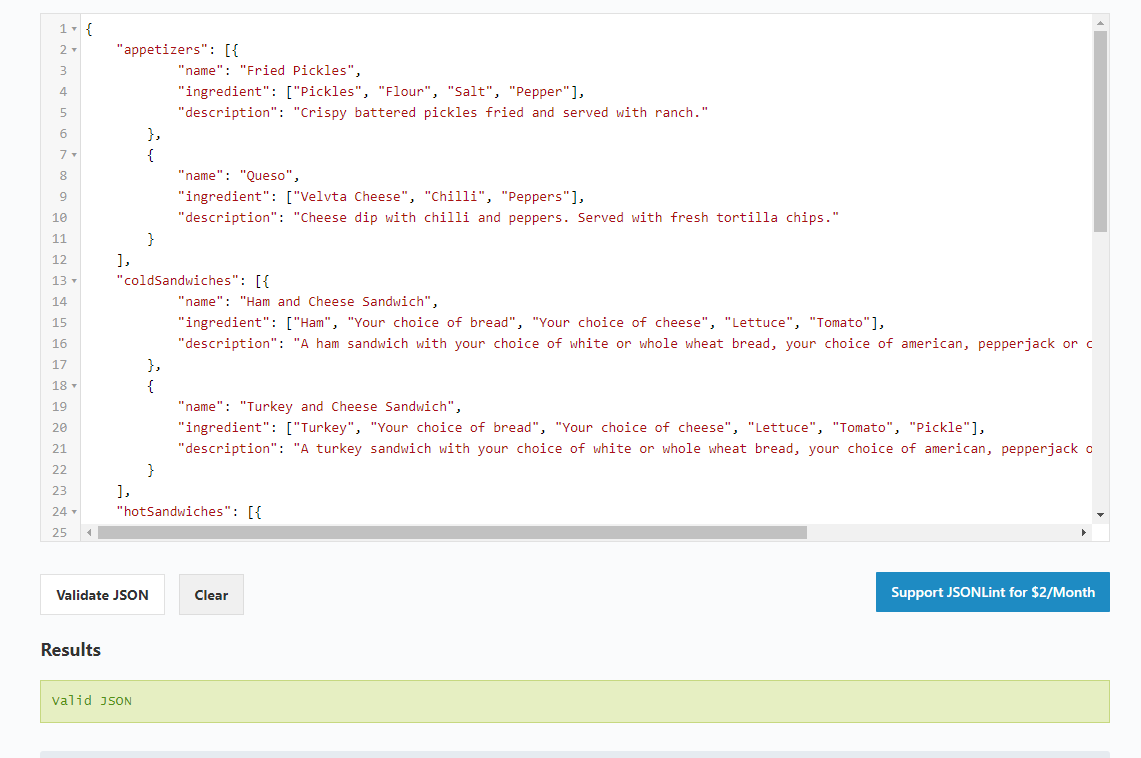 1 {
2 "appetizers": [{
3 "name": "Fried Pickles",
4 "ingredient": ["Pickles", "Flour", "Salt", "Pepper"],
5 "description": "Crispy battered pickles fried and served with ranch."
6 },
7 {
8 "name": "Queso",
9 "ingredient": ["Velvta Cheese", "Chilli", "Peppers"],
10 "description": "Cheese dip with chilli and peppers. Served with fresh tortilla chips."
11 }
12 ],
13 "coldSandwiches": [{
14 "name": "Ham and Cheese Sandwich",
15 "ingredient": ["Ham", "Your choice of bread", "Your choice of cheese", "Lettuce", "Tomato"],
16 "description": "A ham sandwich with your choice of white or whole wheat bread, your choice of american, pepperjack or c
17 },
18 {
19 "name": "Turkey and Cheese Sandwich",
20 "ingredient": ["Turkey", "Your choice of bread", "Your choice of cheese", "Lettuce", "Tomato", "Pickle"],
21 "description": "A turkey sandwich with your choice of white or whole wheat bread, your choice of american, pepperjack o
22 }
23 ],
24 "hotSandwiches": [{
25
Validate JSON Clear Support JSONLint for $2/Month
Results
Valid JSON